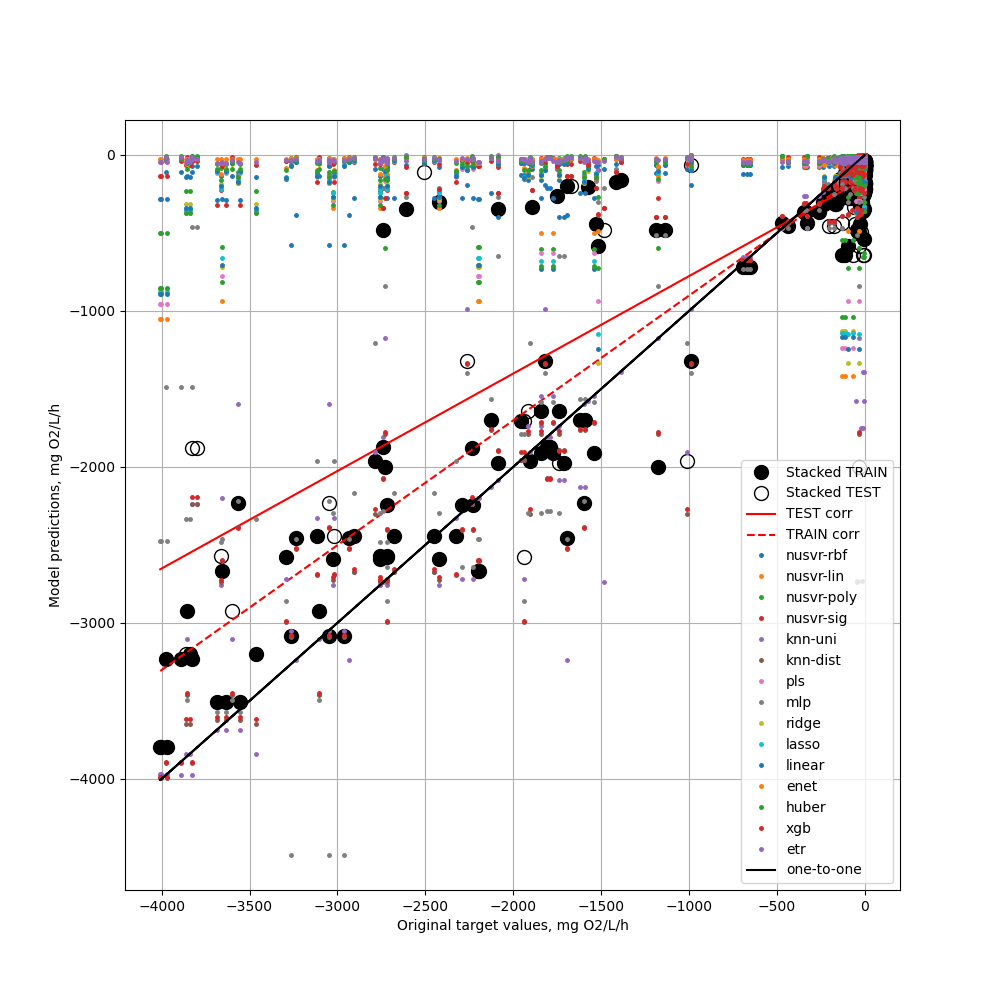 0
−1000
−2000
−3000
−4000
Model predictions, mg O2/L/h
−4000
−3500
−3000
−2500
−2000
−1500
−1000
−500
0
Original target values, mg O2/L/h
Stacked TRAIN
Stacked TEST
TEST corr
TRAIN corr
nusvr-rbf
nusvr-lin
nusvr-poly
nusvr-sig
knn-uni
knn-dist
pls
mlp
ridge
lasso
linear
enet
huber
xgb
etr
one-to-one